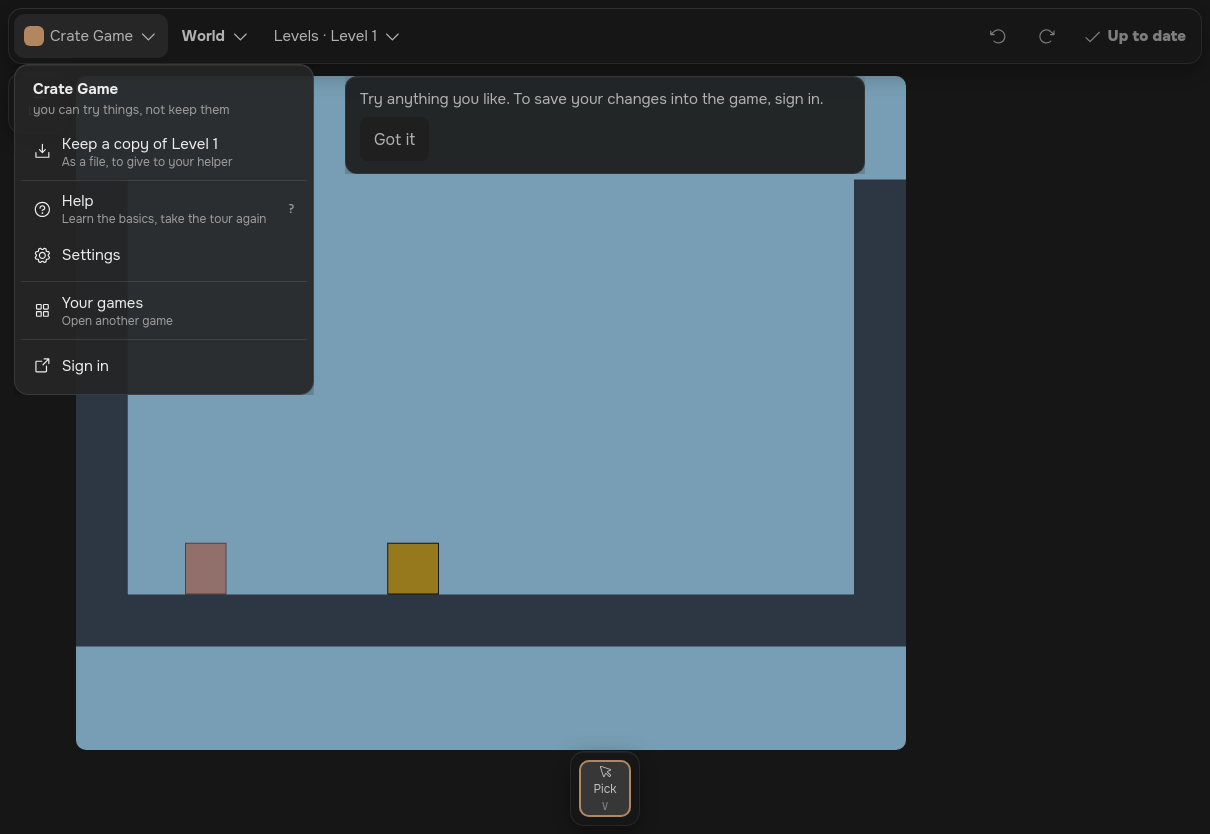 Crate Game
World
Levels · Level 1
Up to date
Crate Game
you can try things, not keep them
Keep a copy of Level 1
As a file, to give to your helper
Help
Learn the basics, take the tour again
?
Settings
Your games
Open another game
Sign in
Try anything you like. To save your changes into the game, sign in.
Got it
Pick
V